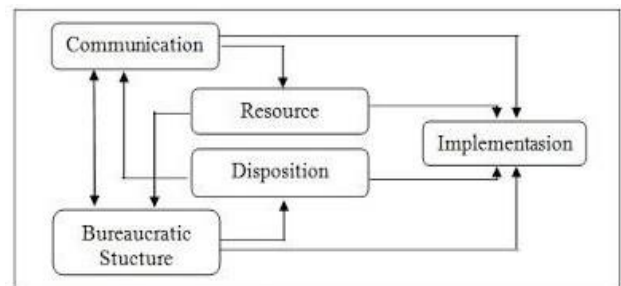 Communication
Resource
Implementasion
Disposition
Bureaucratic
Stucture